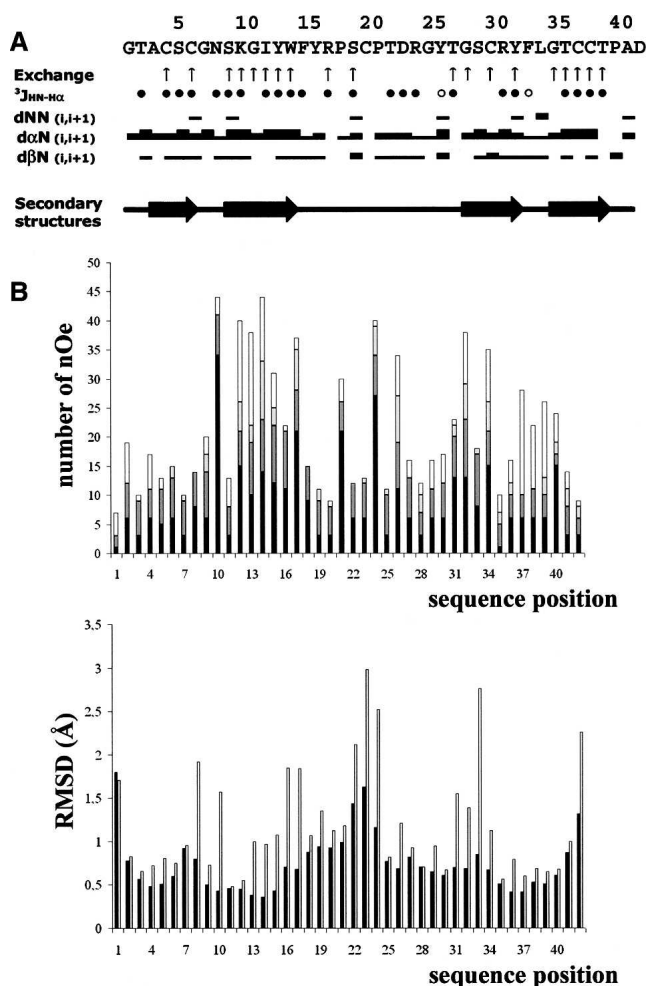 A
5 10 15 20 25 30 35 40
GTACSCGNSKGIYWFYRPSCPTDRGYTGSCRYFLGTCCTPAD
Exchange
³JHN-Hα
dNN (i,i+1)
dαN (i,i+1)
dβN (i,i+1)
Secondary
structures
B
number of nOe
50
45
40
35
30
25
20
15
10
5
0
1 4 7 10 13 16 19 22 25 28 31 34 37 40
sequence position
RMSD (Å)
3,5
3
2,5
2
1,5
1
0,5
0
1 4 7 10 13 16 19 22 25 28 31 34 37 40
sequence position